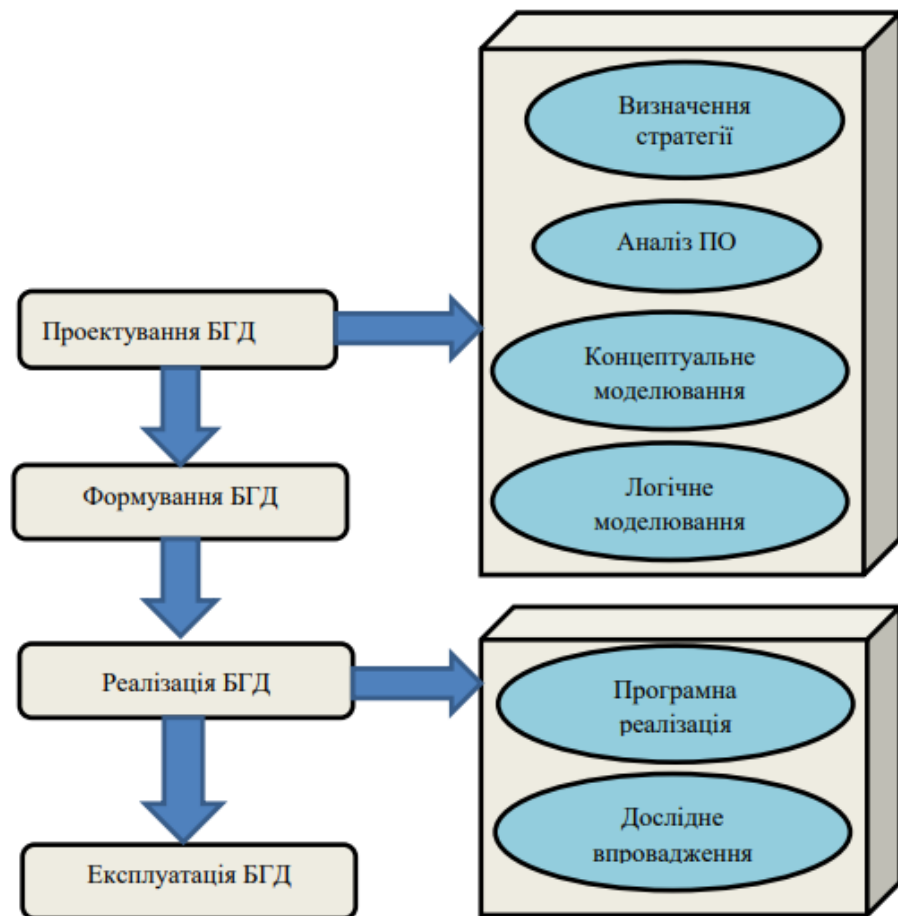 Визначення
стратегії
Аналіз ПО
Концептуальне
моделювання
Логічне
моделювання
Проектування БГД
Формування БГД
Реалізація БГД
Експлуатація БГД
Програмна
реалізація
Дослідне
впровадження